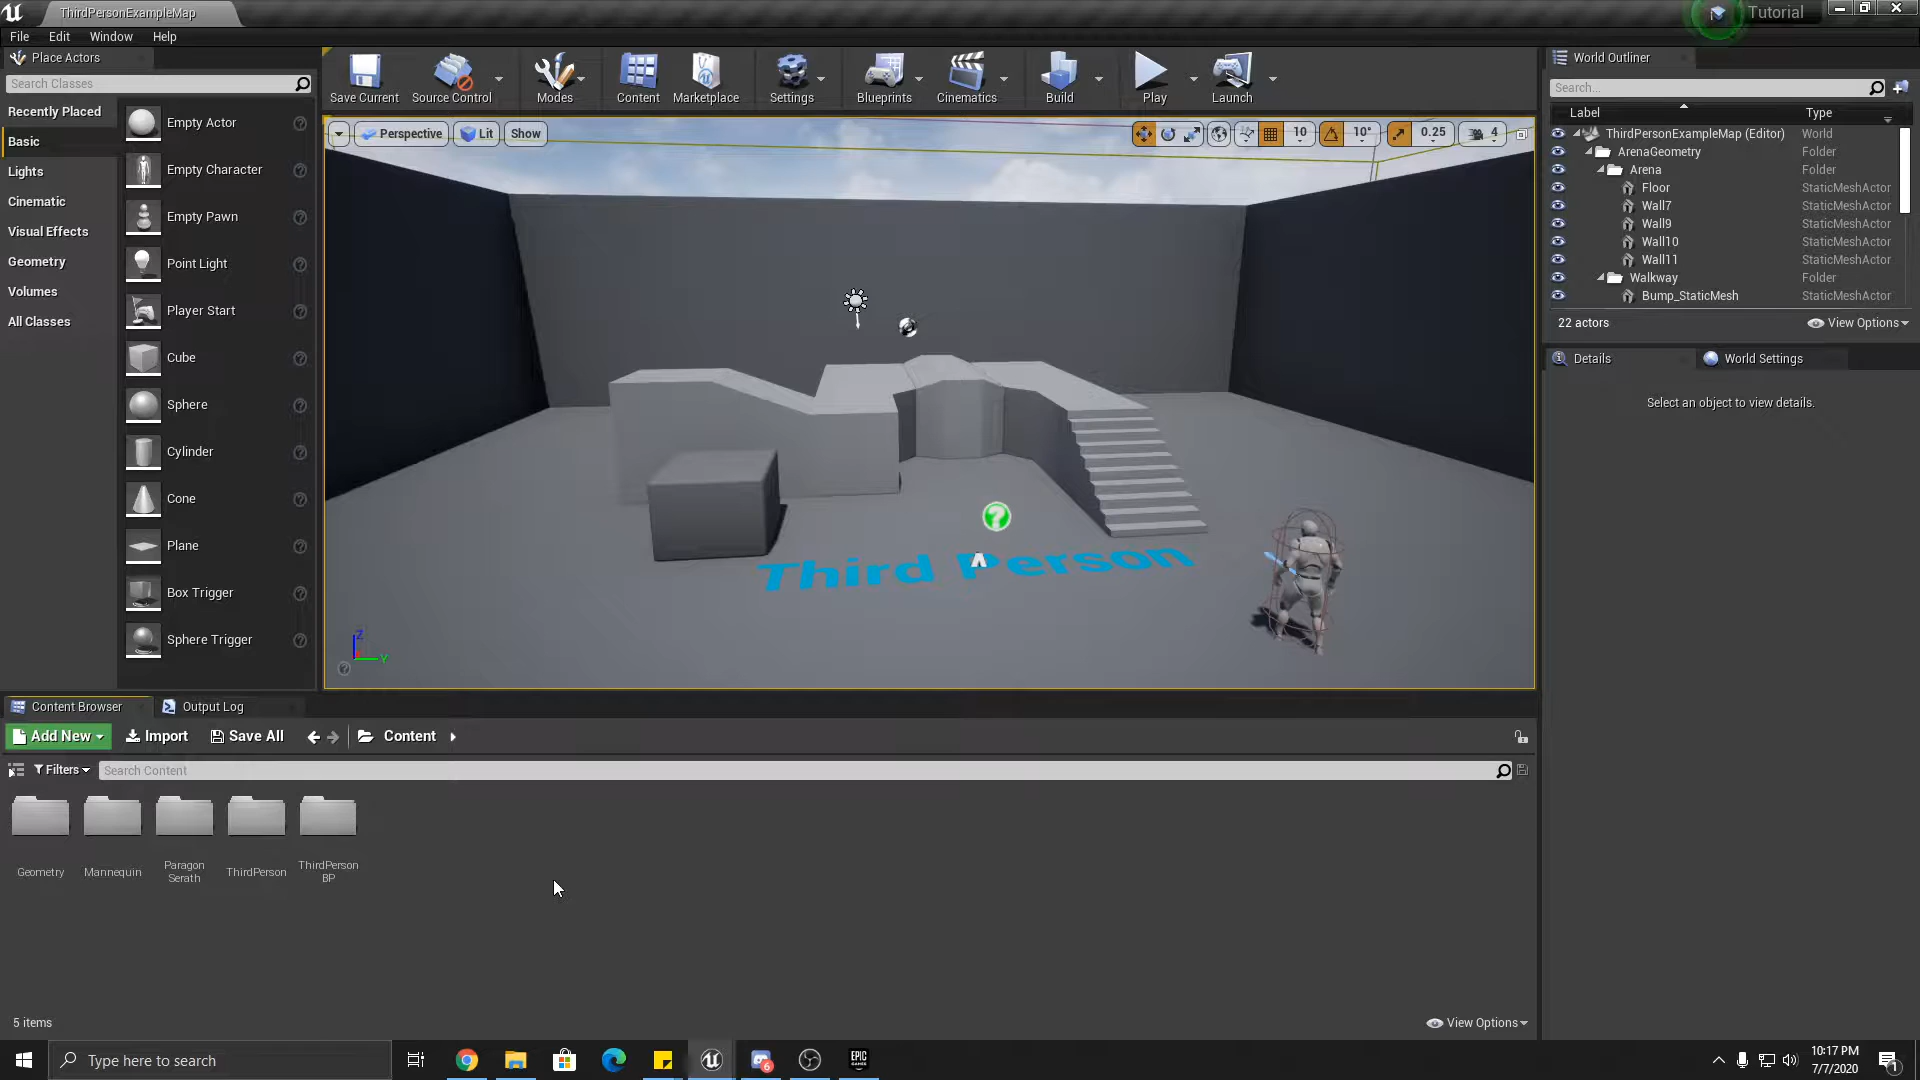 ThirdPersonExampleMap
Tutorial
File Edit Window Help
Place Actors
Search Classes
Recently Placed
Basic
Lights
Cinematic
Visual Effects
Geometry
Volumes
All Classes
Empty Actor
Empty Character
Empty Pawn
Point Light
Player Start
Cube
Sphere
Cylinder
Cone
Plane
Box Trigger
Sphere Trigger
Save Current
Source Control
Modes
Content
Marketplace
Settings
Blueprints
Cinematics
Build
Play
Launch
Perspective
Lit
Show
10
10°
0.25
4
Third Person
Z
Y
World Outliner
Search...
Label Type
ThirdPersonExampleMap (Editor) World
ArenaGeometry Folder
Arena Folder
Floor StaticMeshActor
Wall7 StaticMeshActor
Wall9 StaticMeshActor
Wall10 StaticMeshActor
Wall11 StaticMeshActor
Walkway Folder
Bump_StaticMesh StaticMeshActor
22 actors
View Options
Details
World Settings
Select an object to view details.
Content Browser
Output Log
Add New
Import
Save All
Content
Filters
Search Content
Geometry
Mannequin
Paragon
Serath
ThirdPerson
ThirdPerson
BP
5 items
View Options
Type here to search
6
EPIC
GAMES
10:17 PM
7/7/2020
1